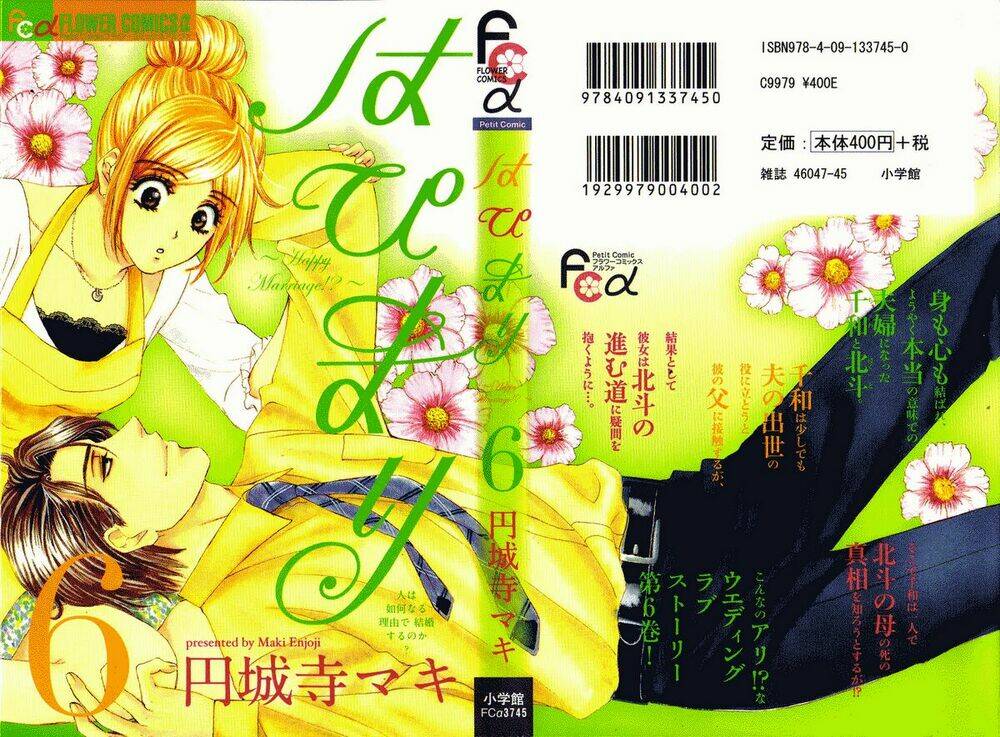 FCα FLOWER COMICS α
はぴまり
〜Happy
Marriage!?〜
6
人は
如何なる
理由で 結婚
するのか
?
presented by Maki Enjoji
円城寺マキ
FCα
FLOWER
COMICS
Petit Comic
はぴまり
〜Happy
Marriage!?〜
6
円城寺マキ
小学館
FCα3745
9784091337450
ISBN978-4-09-133745-0
C9979 ¥400E
1929979004002
定価：本体400円+税
雑誌 46047-45 小学館
Petit Comic
フラワーコミックス
アルファ
FCα
身も心も結ばれ、
ようやく本当の意味での
夫婦になった
千和と北斗
千和は少しでも
夫の出世の
役に立とうと
彼の父に接触するが、
結果として
彼女は北斗の
進む道に疑問を
抱くように…。
千和は一人で
北斗の母の死の
真相を知ろうとするが!?
こんなのアリ!?な
ウエディング
ラブ
ストーリー
第6巻!